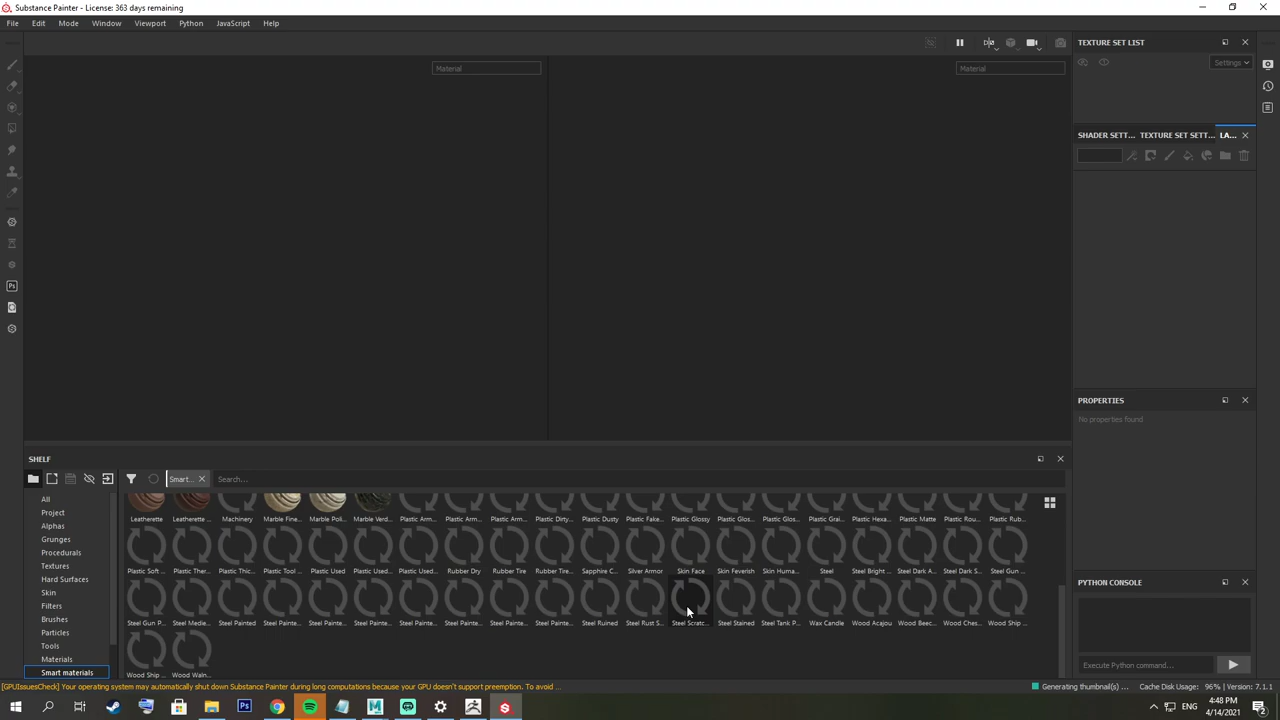 Substance Painter - License: 363 days remaining
File Edit Mode Window Viewport Python JavaScript Help
Material
Material
TEXTURE SET LIST
Settings
SHADER SETT... TEXTURE SET SETT... LA...
PROPERTIES
No properties found
SHELF
Smart... Search...
All
Project
Alphas
Grunges
Procedurals
Textures
Hard Surfaces
Skin
Filters
Brushes
Particles
Tools
Materials
Smart materials
Leatherette Leatherette ... Machinery Marble Fine... Marble Poli... Marble Verd... Plastic Arm... Plastic Arm... Plastic Arm... Plastic Dirty... Plastic Dusty Plastic Fake... Plastic Glossy Plastic Glos... Plastic Glos... Plastic Grai... Plastic Hexa... Plastic Matte Plastic Rou... Plastic Rub...
Plastic Soft ... Plastic Ther... Plastic Thic... Plastic Tool ... Plastic Used Plastic Used... Plastic Used... Rubber Dry Rubber Tire Rubber Tire... Sapphire C... Silver Armor Skin Face Skin Feverish Skin Huma... Steel Steel Bright ... Steel Dark A... Steel Dark S... Steel Gun ...
Steel Gun P... Steel Medie... Steel Painted Steel Painte... Steel Painte... Steel Painte... Steel Painte... Steel Painte... Steel Painte... Steel Painte... Steel Ruined Steel Rust S... Steel Scratc... Steel Stained Steel Tank P... Wax Candle Wood Acajou Wood Beec... Wood Ches... Wood Ship ...
Wood Ship ... Wood Waln...
PYTHON CONSOLE
Execute Python command...
[GPUIssuesCheck] Your operating system may automatically shut down Substance Painter during long computations because your GPU doesn't support preemption. To avoid ...
Generating thumbnail(s) ... Cache Disk Usage: 96% | Version: 7.1.1
Ps
Ps
ENG
4:48 PM
4/14/2021
2